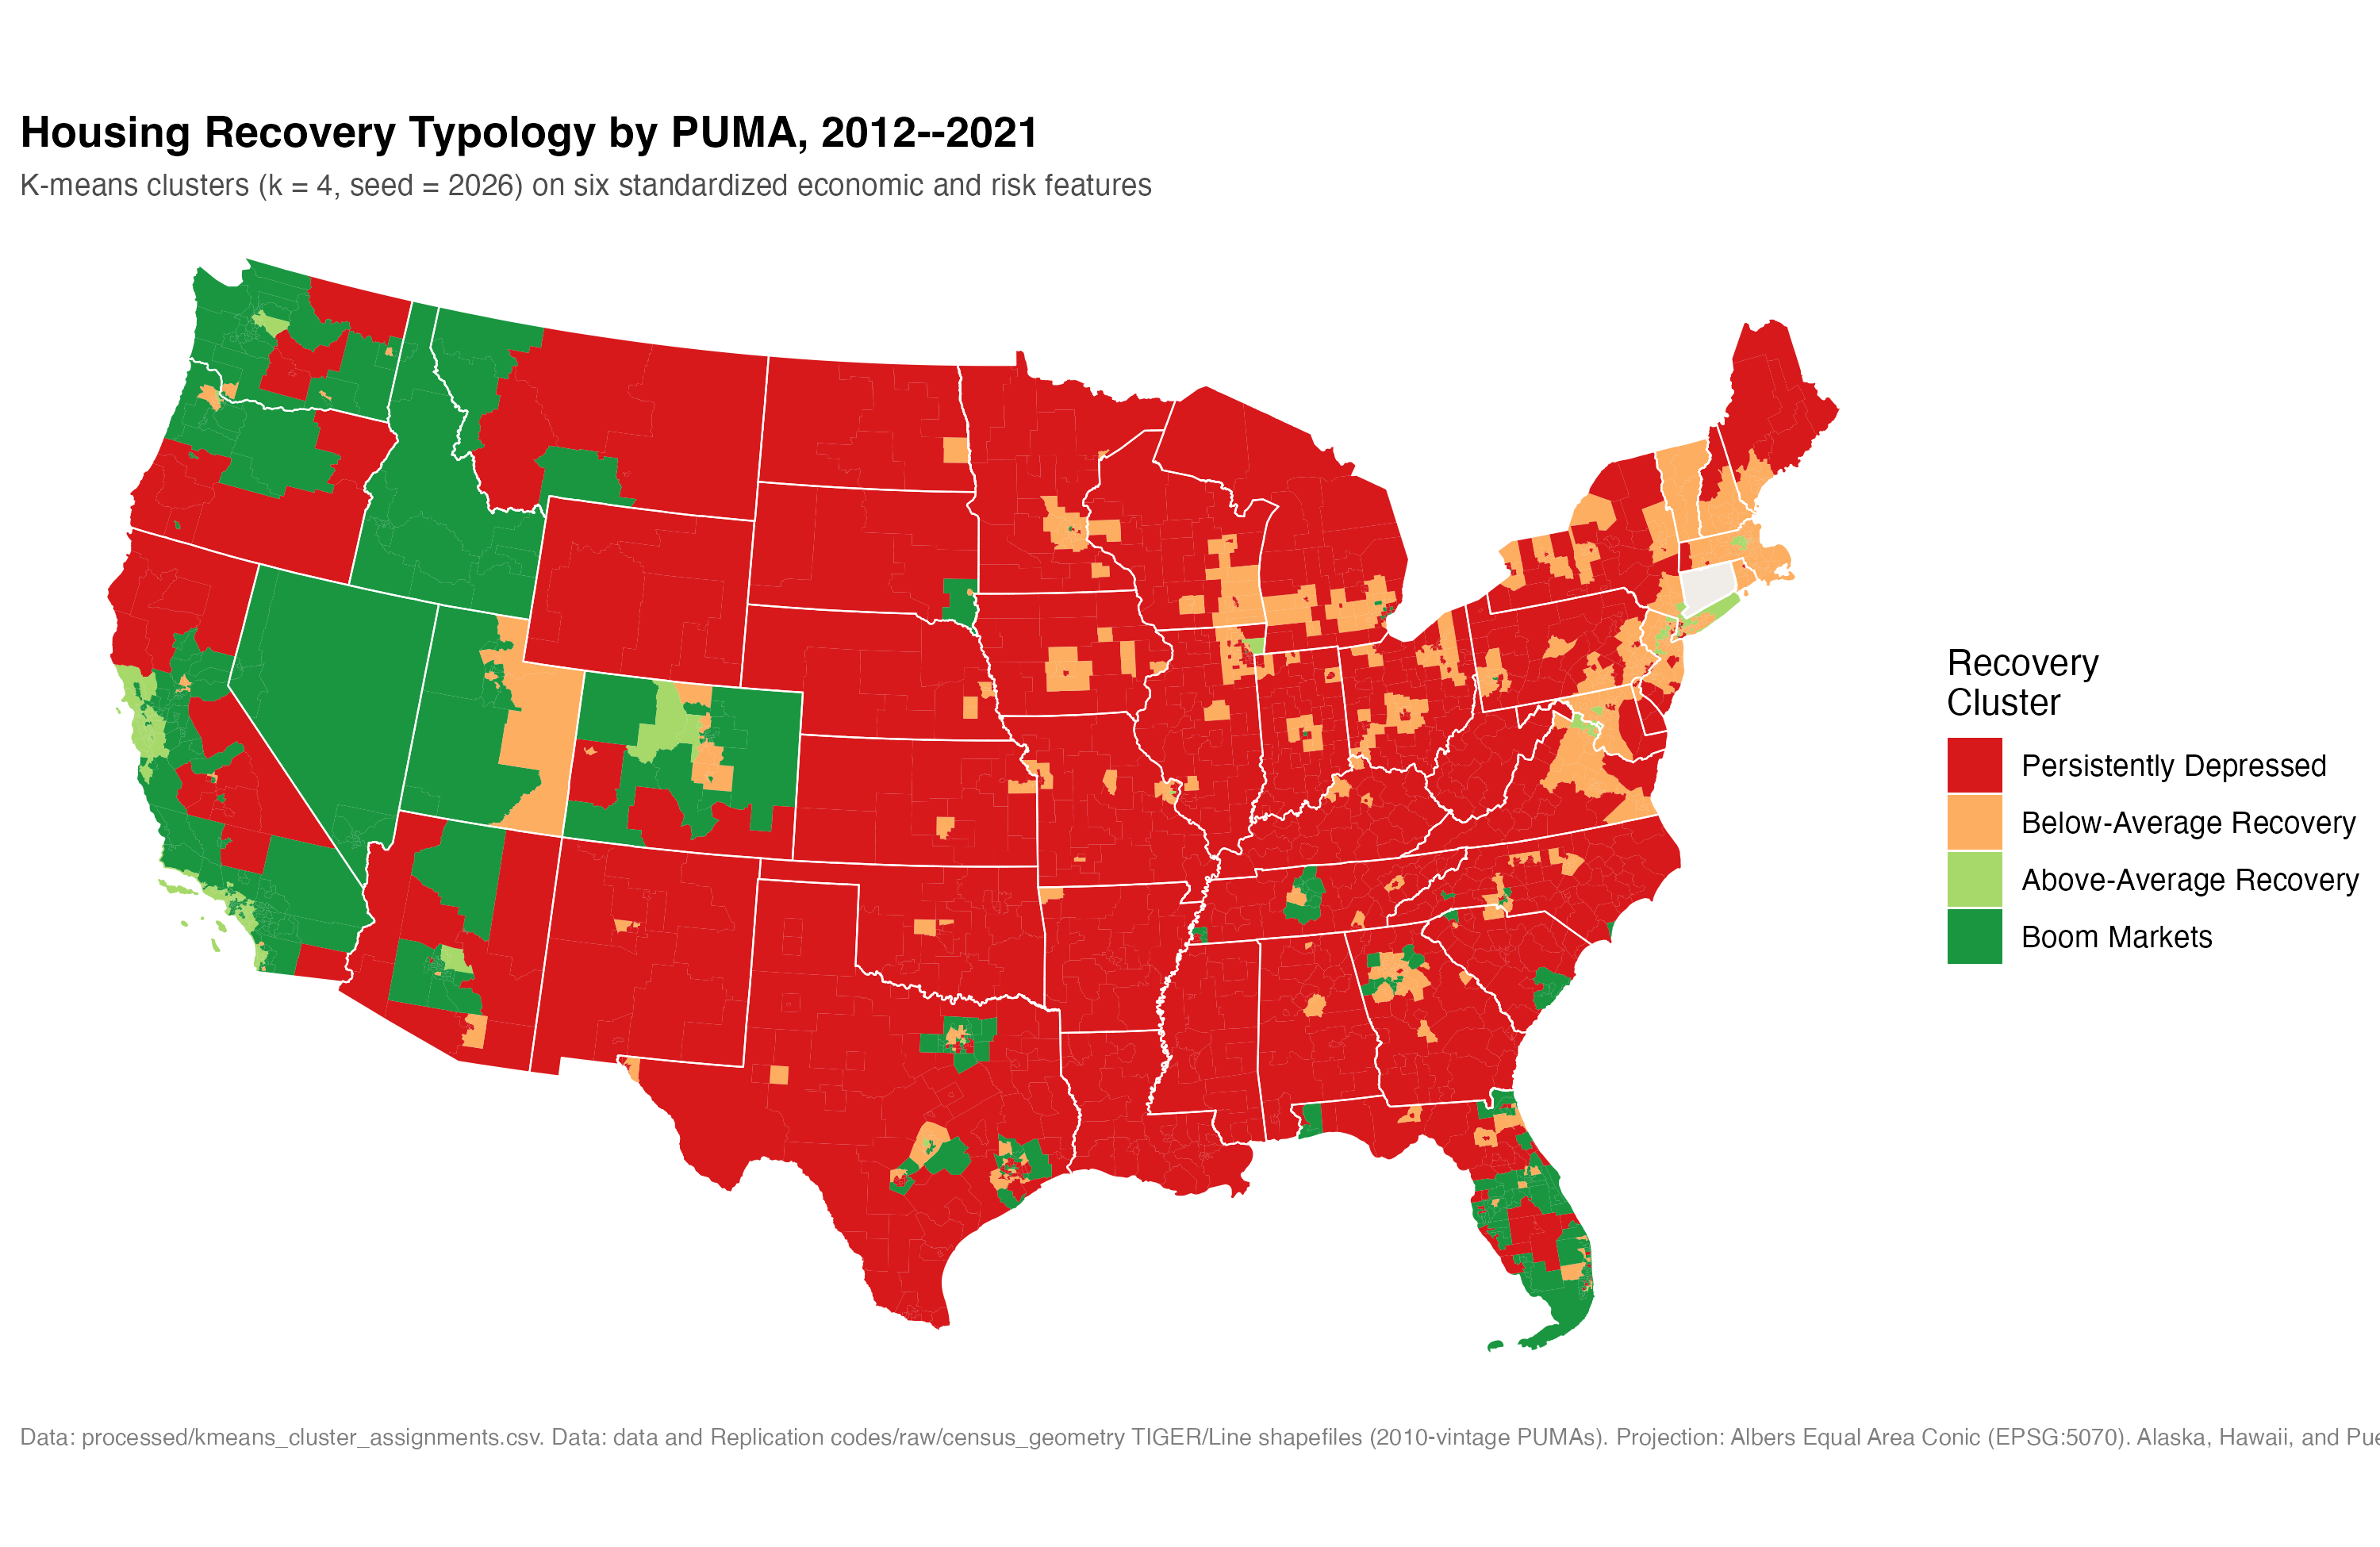 Housing Recovery Typology by PUMA, 2012--2021
K-means clusters (k = 4, seed = 2026) on six standardized economic and risk features
Recovery
Cluster
Persistently Depressed
Below-Average Recovery
Above-Average Recovery
Boom Markets
Data: processed/kmeans_cluster_assignments.csv. Data: data and Replication codes/raw/census_geometry TIGER/Line shapefiles (2010-vintage PUMAs). Projection: Albers Equal Area Conic (EPSG:5070). Alaska, Hawaii, and